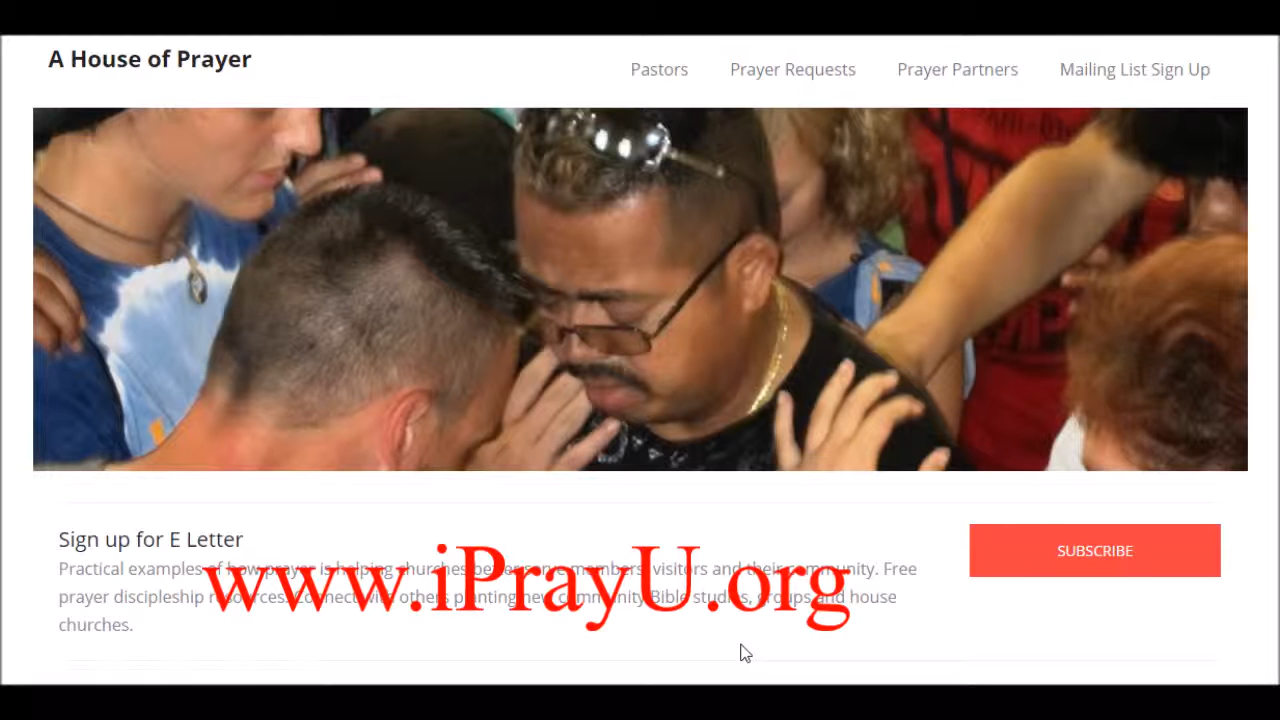 A House of Prayer
Pastors Prayer Requests Prayer Partners Mailing List Sign Up
Sign up for E Letter
Practical examples of how prayer is helping churches better serve members, visitors and their community. Free
www.iPrayU.org
prayer discipleship resources. Connect with others planting new community Bible studies, groups and house
churches.
SUBSCRIBE